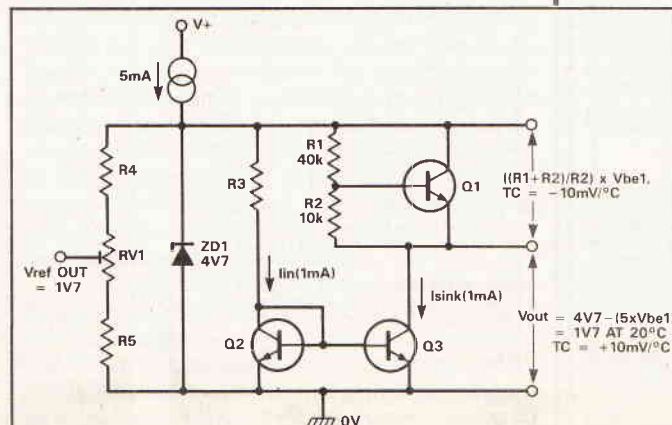 V+
5mA
R4
RV1
Vref OUT
= 1V7
R5
ZD1
4V7
R3
Iin(1mA)
Q2
R1
40k
R2
10k
Q1
Isink(1mA)
Q3
0V
((R1+R2)/R2) x Vbe1,
TC = -10mV/°C
Vout = 4V7-(5xVbe1
= 1V7 AT 20°C
TC = +10mV/°C